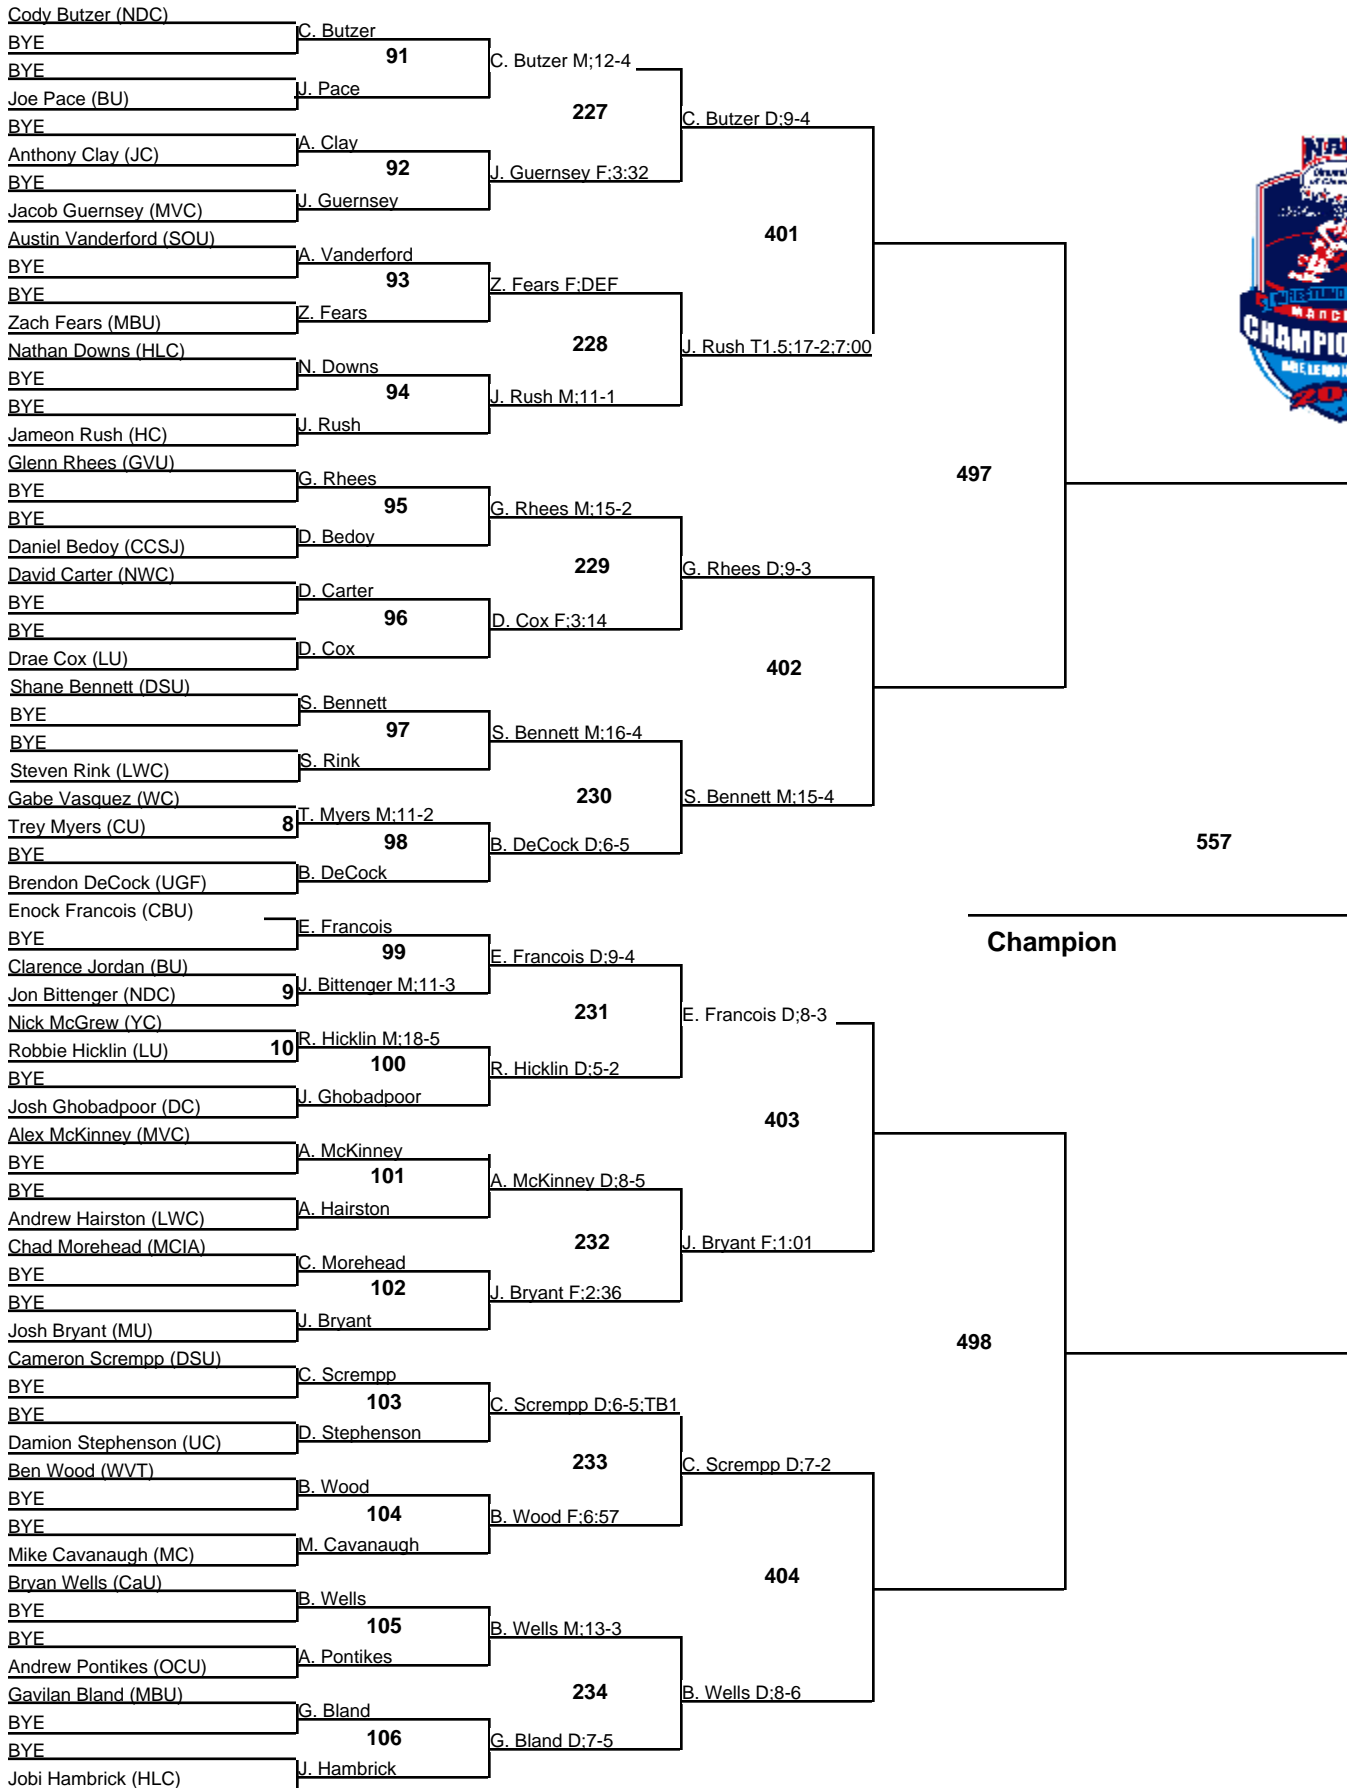 Cody Butzer (NDC)
BYE
BYE
Joe Pace (BU)
BYE
Anthony Clay (JC)
BYE
Jacob Guernsey (MVC)
Austin Vanderford (SOU)
BYE
BYE
Zach Fears (MBU)
Nathan Downs (HLC)
BYE
BYE
Jameon Rush (HC)
Glenn Rhees (GVU)
BYE
BYE
Daniel Bedoy (CCSJ)
David Carter (NWC)
BYE
BYE
Drae Cox (LU)
Shane Bennett (DSU)
BYE
BYE
Steven Rink (LWC)
Gabe Vasquez (WC)
Trey Myers (CU) 8
BYE
Brendon DeCock (UGF)
Enock Francois (CBU)
BYE
Clarence Jordan (BU)
Jon Bittenger (NDC) 9
Nick McGrew (YC)
Robbie Hicklin (LU) 10
BYE
Josh Ghobadpoor (DC)
Alex McKinney (MVC)
BYE
BYE
Andrew Hairston (LWC)
Chad Morehead (MCIA)
BYE
BYE
Josh Bryant (MU)
Cameron Scrempp (DSU)
BYE
BYE
Damion Stephenson (UC)
Ben Wood (WVT)
BYE
BYE
Mike Cavanaugh (MC)
Bryan Wells (CaU)
BYE
BYE
Andrew Pontikes (OCU)
Gavilan Bland (MBU)
BYE
BYE
Jobi Hambrick (HLC)
C. Butzer
91
J. Pace
A. Clay
92
J. Guernsey
A. Vanderford
93
Z. Fears
N. Downs
94
J. Rush
G. Rhees
95
D. Bedoy
D. Carter
96
D. Cox
S. Bennett
97
S. Rink
T. Myers M;11-2
98
B. DeCock
E. Francois
99
J. Bittenger M;11-3
R. Hicklin M;18-5
100
J. Ghobadpoor
A. McKinney
101
A. Hairston
C. Morehead
102
J. Bryant
C. Scrempp
103
D. Stephenson
B. Wood
104
M. Cavanaugh
B. Wells
105
A. Pontikes
G. Bland
106
J. Hambrick
C. Butzer M;12-4
227
J. Guernsey F;3:32
Z. Fears F;DEF
228
J. Rush M;11-1
G. Rhees M;15-2
229
D. Cox F;3:14
S. Bennett M;16-4
230
B. DeCock D;6-5
E. Francois D;9-4
231
R. Hicklin D;5-2
A. McKinney D;8-5
232
J. Bryant F;2:36
C. Scrempp D;6-5;TB1
233
B. Wood F;6:57
B. Wells M;13-3
234
G. Bland D;7-5
C. Butzer D;9-4
401
J. Rush T1.5;17-2;7:00
G. Rhees D;9-3
402
S. Bennett M;15-4
E. Francois D;8-3
403
J. Bryant F;1:01
C. Scrempp D;7-2
404
B. Wells D;8-6
497
498
557
Champion